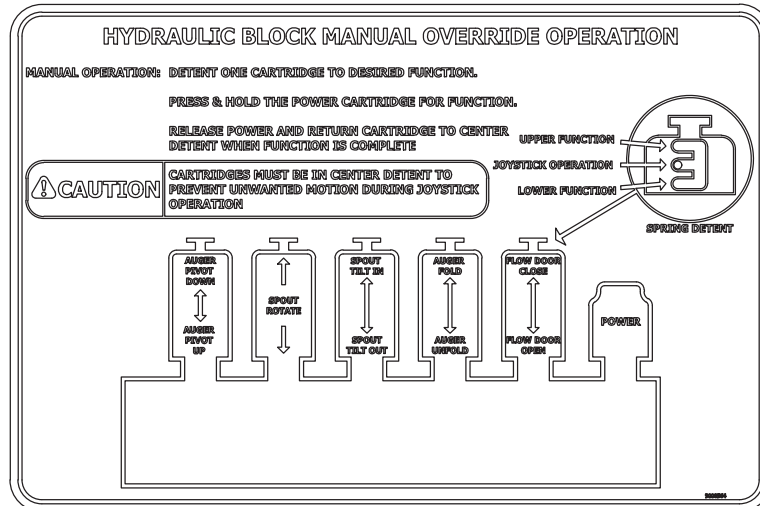 HYDRAULIC BLOCK MANUAL OVERRIDE OPERATION
MANUAL OPERATION: DETENT ONE CARTRIDGE TO DESIRED FUNCTION.
PRESS & HOLD THE POWER CARTRIDGE FOR FUNCTION.
RELEASE POWER AND RETURN CARTRIDGE TO CENTER
DETENT WHEN FUNCTION IS COMPLETE
CAUTION
CARTRIDGES MUST BE IN CENTER DETENT TO
PREVENT UNWANTED MOTION DURING JOYSTICK
OPERATION
UPPER FUNCTION
JOYSTICK OPERATION
LOWER FUNCTION
SPRING DETENT
AUGER
PIVOT
DOWN
AUGER
PIVOT
UP
SPOUT
ROTATE
SPOUT
TILT IN
SPOUT
TILT OUT
AUGER
FOLD
AUGER
UNFOLD
FLOW DOOR
CLOSE
FLOW DOOR
OPEN
POWER